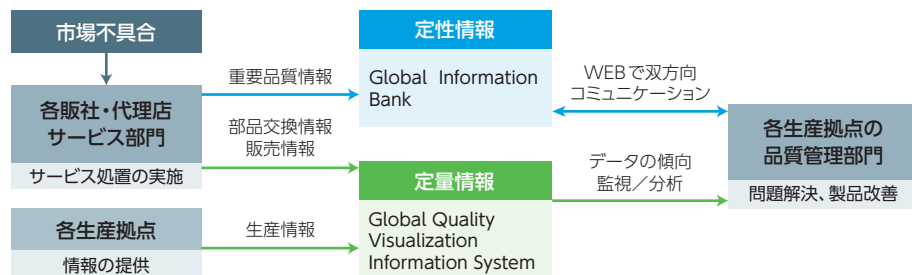 市場不具合
各販社・代理店
サービス部門
サービス処置の実施
各生産拠点
情報の提供
重要品質情報
部品交換情報
販売情報
生産情報
定性情報
Global Information
Bank
定量情報
Global Quality
Visualization
Information System
WEBで双方向
コミュニケーション
データの傾向
監視／分析
各生産拠点の
品質管理部門
問題解決、製品改善